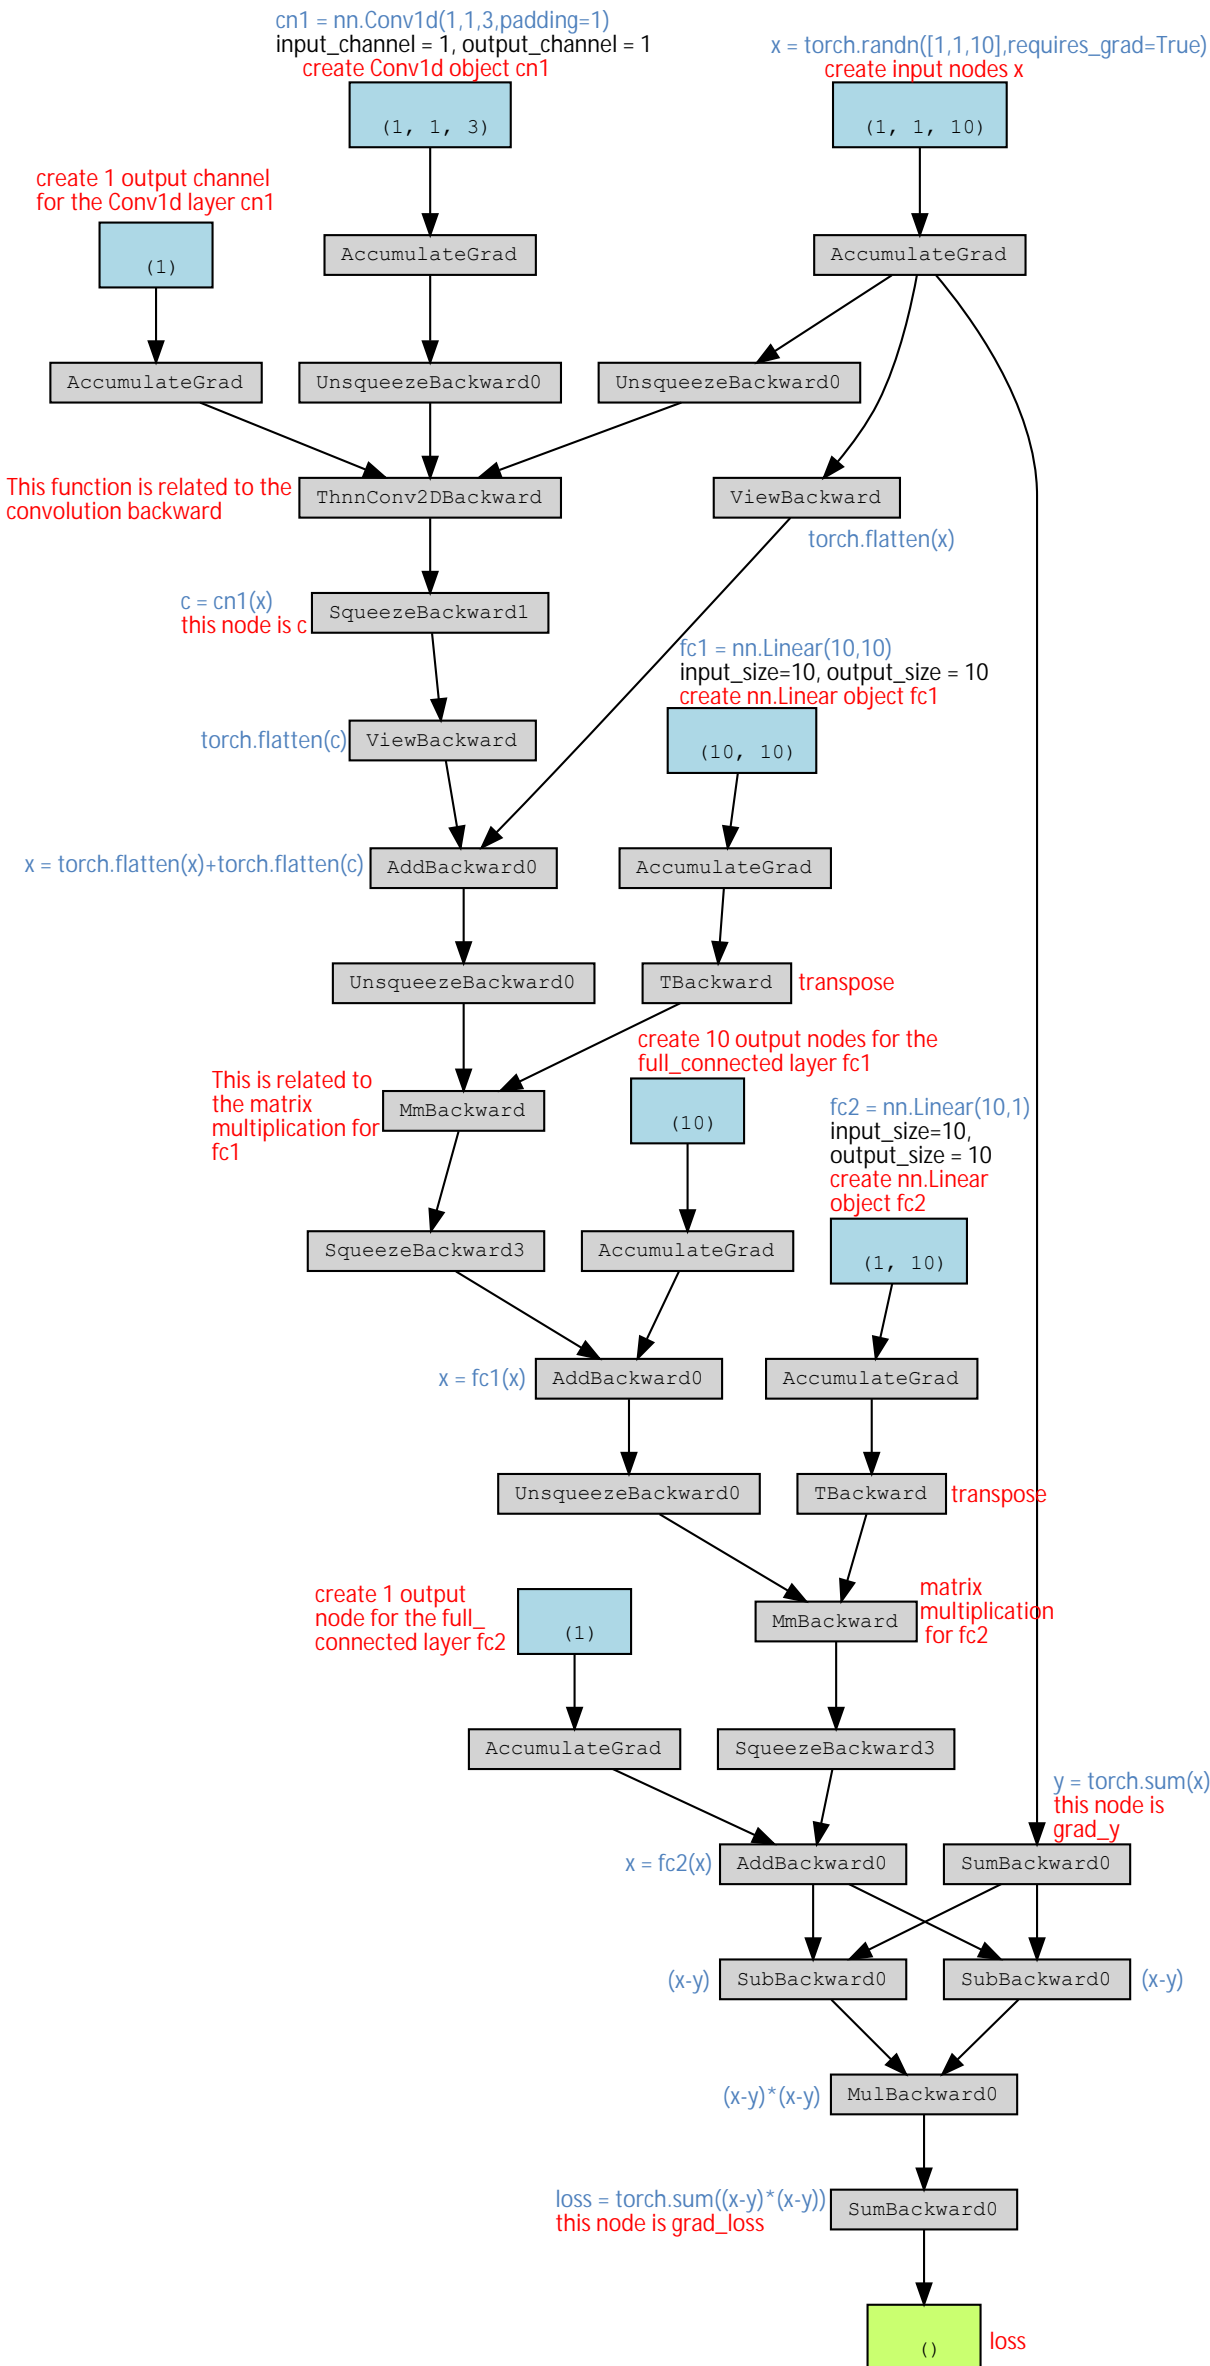 cn1 = nn.Conv1d(1,1,3,padding=1)
input_channel = 1, output_channel = 1
create Conv1d object cn1
x = torch.randn([1,1,10],requires_grad=True)
create input nodes x
(1, 1, 3)
(1, 1, 10)
create 1 output channel
for the Conv1d layer cn1
(1)
AccumulateGrad
AccumulateGrad
AccumulateGrad
UnsqueezeBackward0
UnsqueezeBackward0
This function is related to the
convolution backward
ThnnConv2DBackward
ViewBackward
torch.flatten(x)
c = cn1(x)
this node is c
SqueezeBackward1
fc1 = nn.Linear(10,10)
input_size=10, output_size = 10
create nn.Linear object fc1
torch.flatten(c)
ViewBackward
(10, 10)
x = torch.flatten(x)+torch.flatten(c)
AddBackward0
AccumulateGrad
UnsqueezeBackward0
TBackward
transpose
create 10 output nodes for the
full_connected layer fc1
This is related to
the matrix
multiplication for
fc1
MmBackward
(10)
fc2 = nn.Linear(10,1)
input_size=10,
output_size = 10
create nn.Linear
object fc2
SqueezeBackward3
AccumulateGrad
(1, 10)
x = fc1(x)
AddBackward0
AccumulateGrad
UnsqueezeBackward0
TBackward
transpose
create 1 output
node for the full_
connected layer fc2
(1)
MmBackward
matrix
multiplication
for fc2
AccumulateGrad
SqueezeBackward3
y = torch.sum(x)
this node is
grad_y
x = fc2(x)
AddBackward0
SumBackward0
(x-y)
SubBackward0
SubBackward0
(x-y)
(x-y)*(x-y)
MulBackward0
loss = torch.sum((x-y)*(x-y))
this node is grad_loss
SumBackward0
()
loss